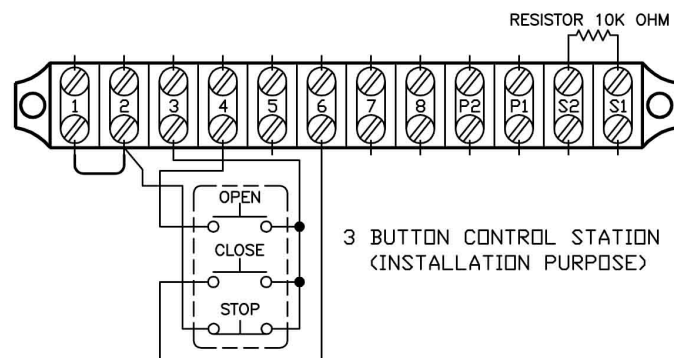 RESISTOR 10K OHM
1 2 3 4 5 6 7 8 P2 P1 S2 S1
OPEN
CLOSE
STOP
3 BUTTON CONTROL STATION
(INSTALLATION PURPOSE)